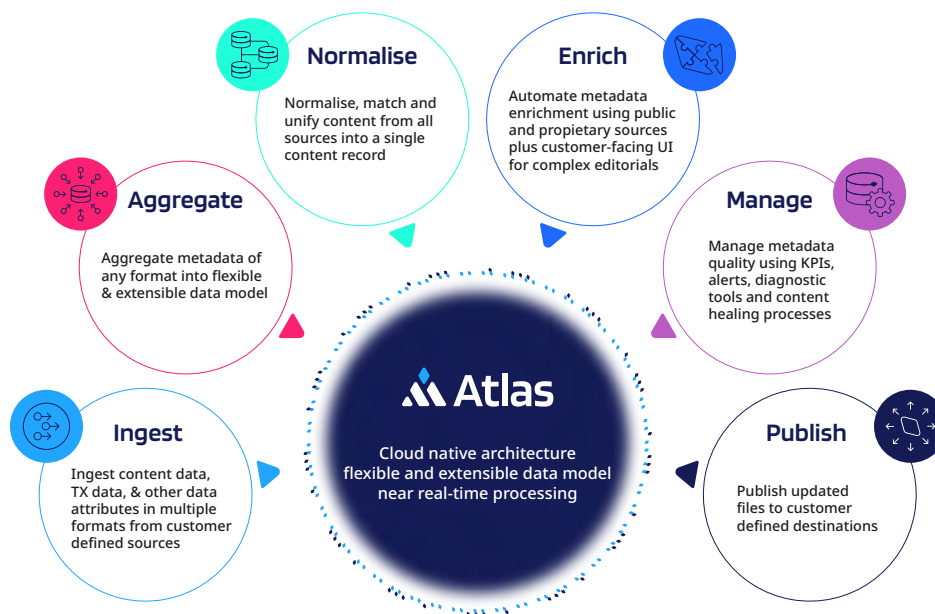 Normalise
Normalise, match and
unify content from all
sources into a single
content record
Enrich
Automate metadata
enrichment using public
and propietary sources
plus customer-facing UI
for complex editorials
Aggregate
Aggregate metadata of
any format into flexible
& extensible data model
Manage
Manage metadata
quality using KPIs,
alerts, diagnostic
tools and content
healing processes
Atlas
Cloud native architecture
flexible and extensible data model
near real-time processing
Ingest
Ingest content data,
TX data, & other data
attributes in multiple
formats from customer
defined sources
Publish
Publish updated
files to customer
defined destinations